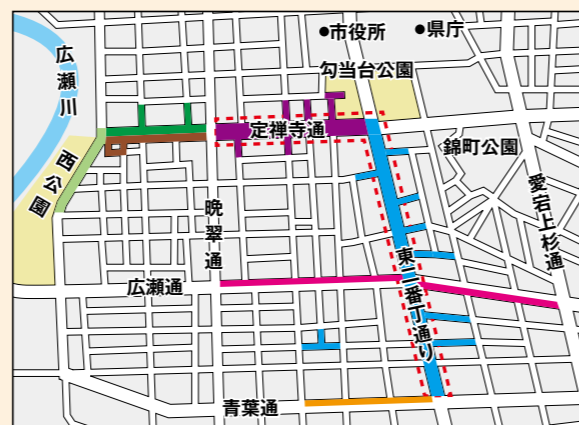 ●市役所
●県庁
広瀬川
勾当台公園
定禅寺通
錦町公園
西公園
愛宕上杉通
晩翠通
東二番丁通り
広瀬通
青葉通